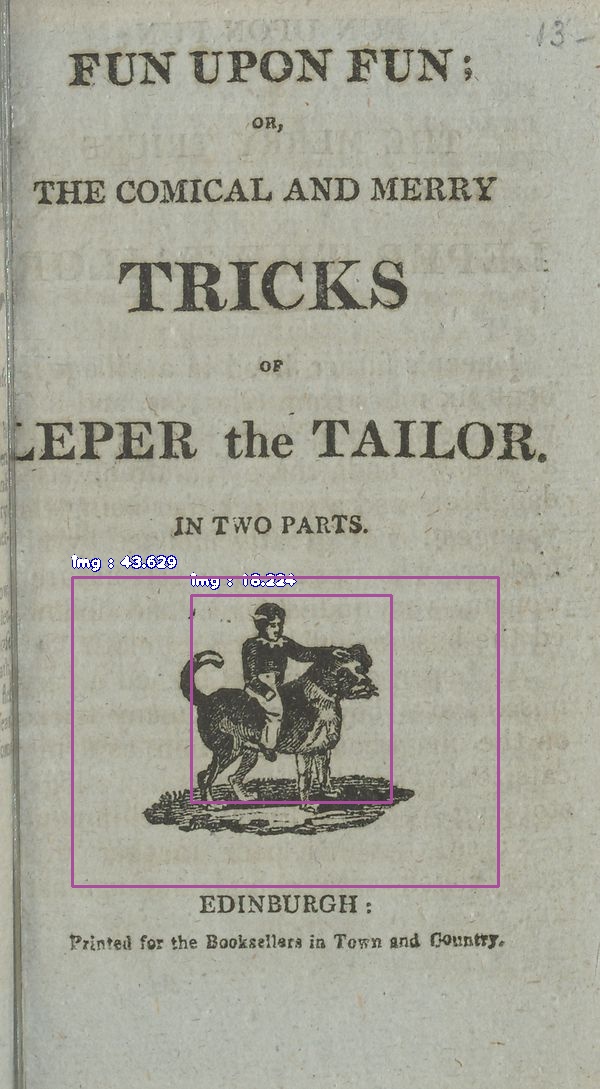 13-
FUN UPON FUN;
OR,
THE COMICAL AND MERRY
TRICKS
OF
LEPER the TAILOR.
IN TWO PARTS.
img : 43.629
img : 18.224
EDINBURGH:
Printed for the Booksellers in Town and Country.